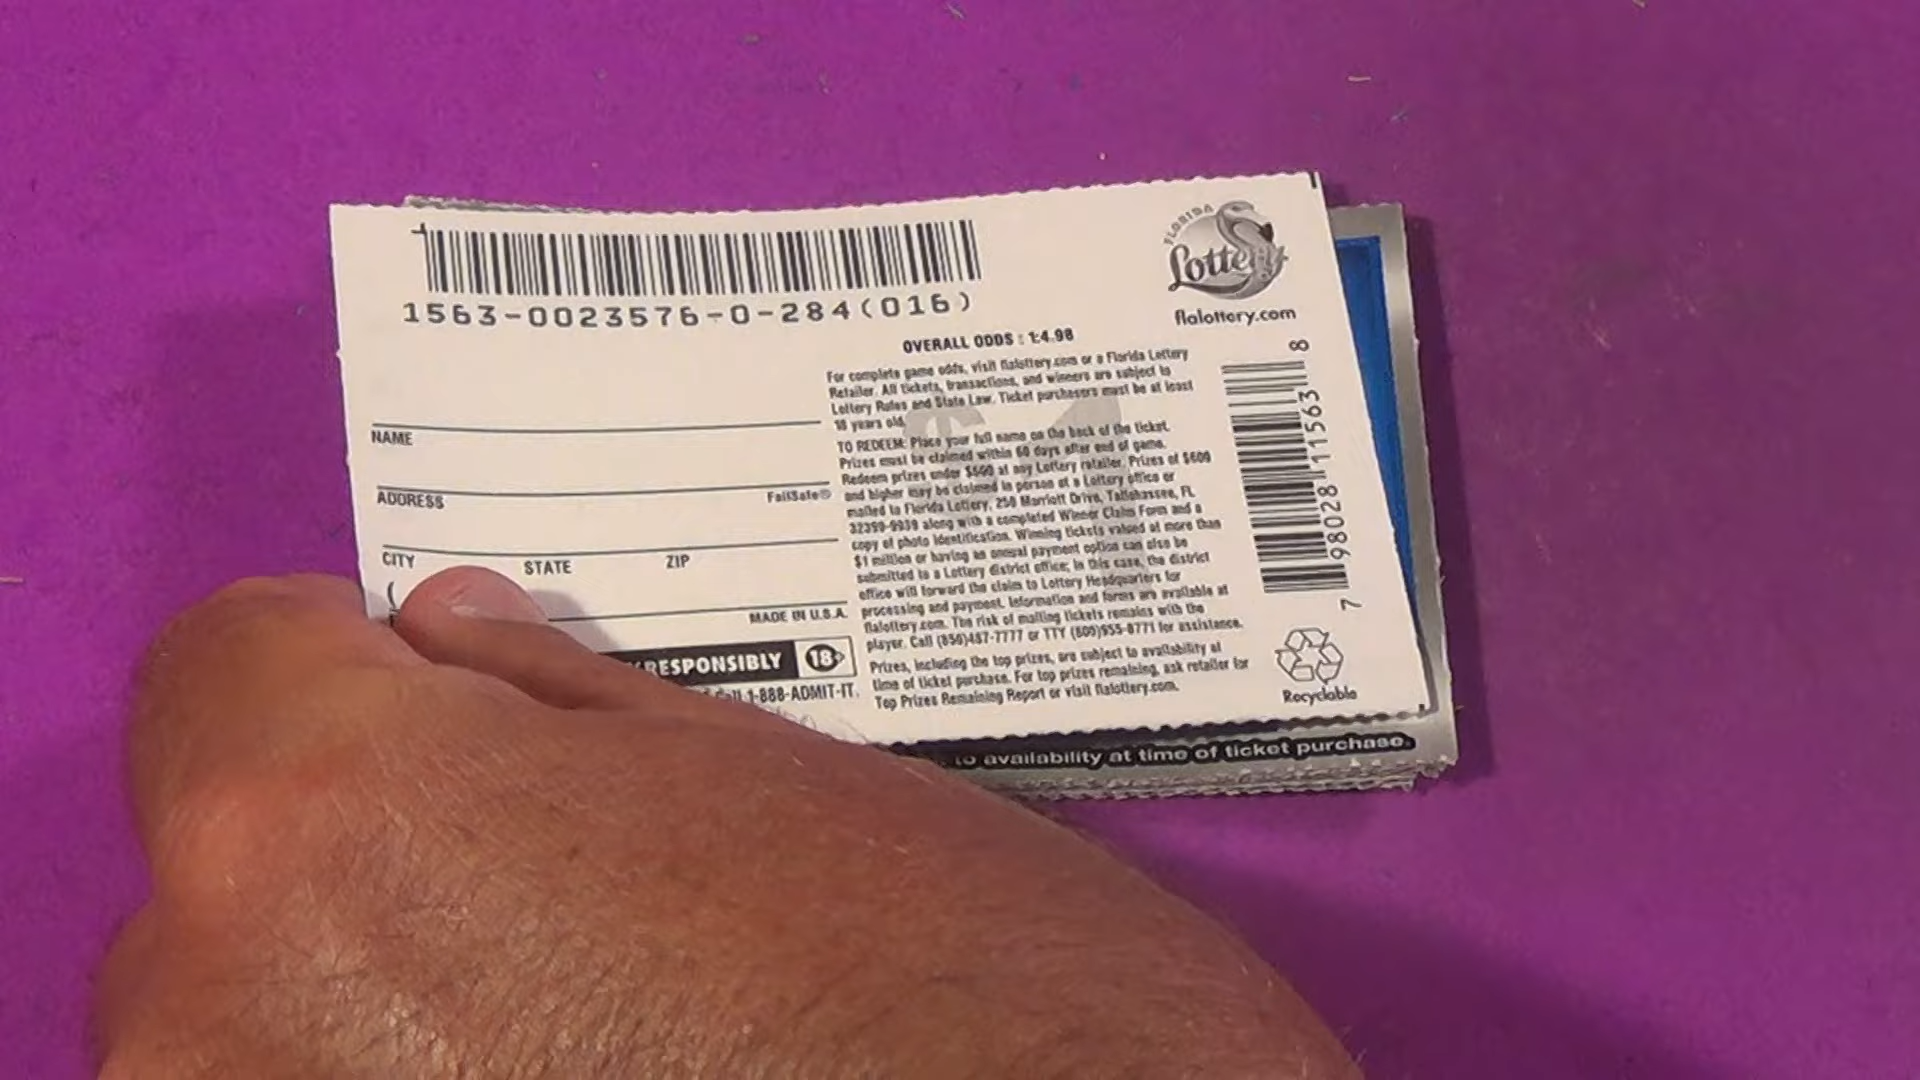 1563-0023576-0-284(016)
FLORIDA
Lottery
flalottery.com
OVERALL ODDS : 1:4.98
For complete game odds, visit flalottery.com or a Florida Lottery
Retailer. All tickets, transactions, and winners are subject to
Lottery Rules and State Law. Ticket purchasers must be at least
18 years old.
TO REDEEM: Place your full name on the back of the ticket.
Prizes must be claimed within 60 days after end of game.
Redeem prizes under $600 at any Lottery retailer. Prizes of $600
and higher may be claimed in person at a Lottery office or
mailed to Florida Lottery, 250 Marriott Drive, Tallahassee, FL
32399-9939 along with a completed Winner Claim Form and a
copy of photo identification. Winning tickets valued at more than
$1 million or having an annual payment option can also be
submitted to a Lottery district office; in this case, the district
office will forward the claim to Lottery Headquarters for
processing and payment. Information and forms are available at
flalottery.com. The risk of mailing tickets remains with the
player. Call (850)487-7777 or TTY (800)955-8771 for assistance.
Prizes, including the top prizes, are subject to availability at
time of ticket purchase. For top prizes remaining, ask retailer for
Top Prizes Remaining Report or visit flalottery.com.
$1
NAME
ADDRESS
FailSafe®
CITY STATE ZIP
(
MADE IN U.S.A.
RESPONSIBLY 18+
Call 1-888-ADMIT-IT.
7 98028 11563 8
Recyclable
to availability at time of ticket purchase.